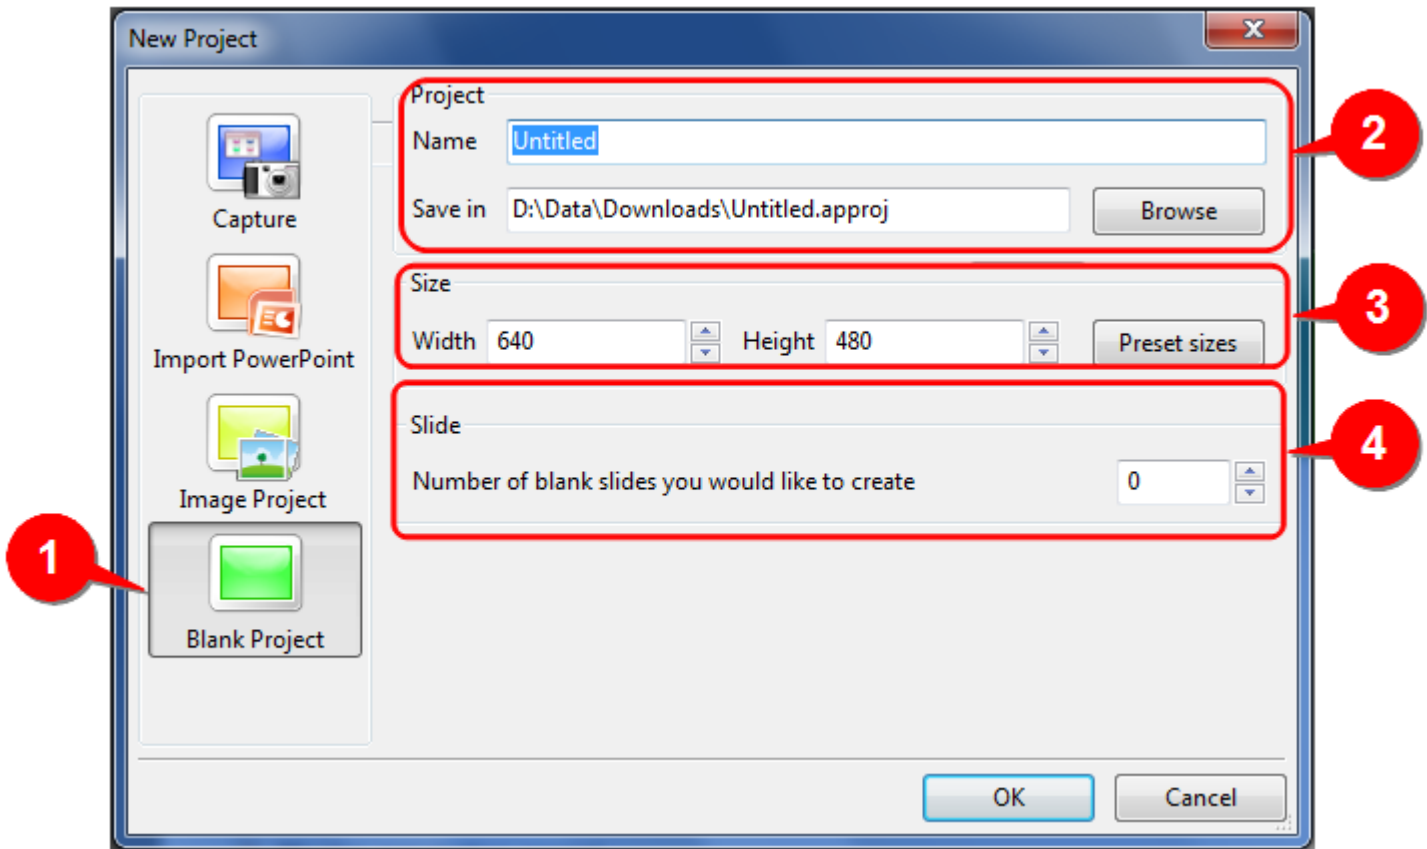 New Project
x
Capture
Import PowerPoint
Image Project
Blank Project
1
Project
Name Untitled
Save in D:\Data\Downloads\Untitled.approj Browse
2
Size
Width 640 Height 480 Preset sizes
3
Slide
Number of blank slides you would like to create 0
4
OK Cancel